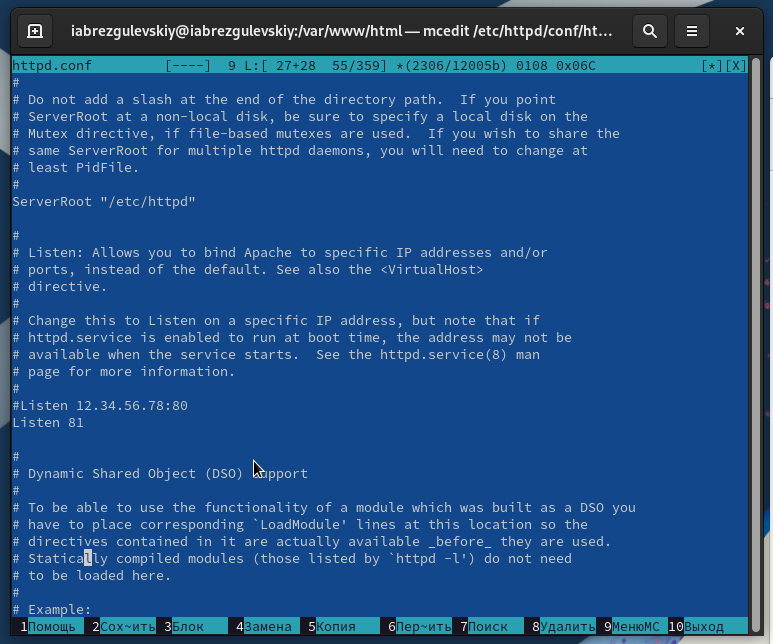 iabrezgulevskiy@iabrezgulevskiy:/var/www/html — mcedit /etc/httpd/conf/ht…
httpd.conf [----] 9 L:[ 27+28 55/359] *(2306/12005b) 0108 0x06C [*][X]
#
# Do not add a slash at the end of the directory path. If you point
# ServerRoot at a non-local disk, be sure to specify a local disk on the
# Mutex directive, if file-based mutexes are used. If you wish to share the
# same ServerRoot for multiple httpd daemons, you will need to change at
# least PidFile.
#
ServerRoot "/etc/httpd"
#
# Listen: Allows you to bind Apache to specific IP addresses and/or
# ports, instead of the default. See also the <VirtualHost>
# directive.
#
# Change this to Listen on a specific IP address, but note that if
# httpd.service is enabled to run at boot time, the address may not be
# available when the service starts. See the httpd.service(8) man
# page for more information.
#
#Listen 12.34.56.78:80
Listen 81
#
# Dynamic Shared Object (DSO) Support
#
# To be able to use the functionality of a module which was built as a DSO you
# have to place corresponding `LoadModule' lines at this location so the
# directives contained in it are actually available _before_ they are used.
# Statically compiled modules (those listed by `httpd -l') do not need
# to be loaded here.
#
# Example:
1Помощь 2Сох~ить 3Блок 4Замена 5Копия 6Пер~ить 7Поиск 8Удалить 9МенюMC 10Выход